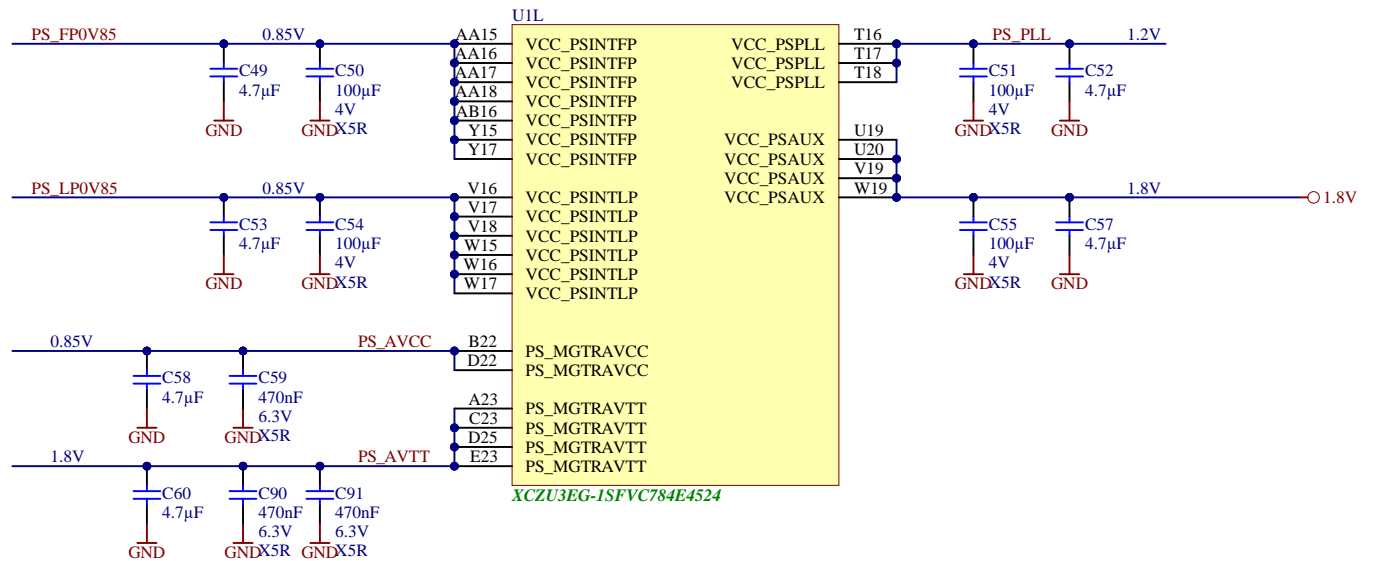 U1L
PS_FP0V85
0.85V
C49
4.7µF
GND
C50
100µF
4V
X5R
GND
AA15
AA16
AA17
AA18
AB16
Y15
Y17
VCC_PSINTFP
VCC_PSINTFP
VCC_PSINTFP
VCC_PSINTFP
VCC_PSINTFP
VCC_PSINTFP
VCC_PSINTFP
VCC_PSPLL
VCC_PSPLL
VCC_PSPLL
T16
T17
T18
PS_PLL
1.2V
C51
100µF
4V
X5R
GND
C52
4.7µF
GND
VCC_PSAUX
VCC_PSAUX
VCC_PSAUX
VCC_PSAUX
U19
U20
V19
W19
1.8V
1.8V
C55
100µF
4V
X5R
GND
C57
4.7µF
GND
PS_LP0V85
0.85V
C53
4.7µF
GND
C54
100µF
4V
X5R
GND
V16
V17
V18
W15
W16
W17
VCC_PSINTLP
VCC_PSINTLP
VCC_PSINTLP
VCC_PSINTLP
VCC_PSINTLP
VCC_PSINTLP
0.85V
PS_AVCC
C58
4.7µF
GND
C59
470nF
6.3V
X5R
GND
B22
D22
PS_MGTRAVCC
PS_MGTRAVCC
A23
C23
D25
E23
PS_MGTRAVTT
PS_MGTRAVTT
PS_MGTRAVTT
PS_MGTRAVTT
1.8V
PS_AVTT
C60
4.7µF
GND
C90
470nF
6.3V
X5R
GND
C91
470nF
6.3V
X5R
GND
XCZU3EG-1SFVC784E4524